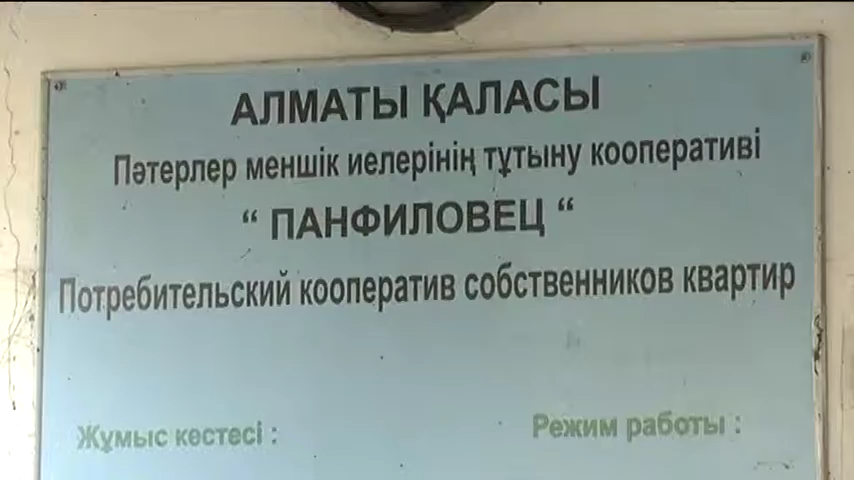 АЛМАТЫ ҚАЛАСЫ
Пәтерлер меншік иелерінің тұтыну кооперативі
“ ПАНФИЛОВЕЦ “
Потребительский кооператив собственников квартир
Жұмыс кестесі : Режим работы :